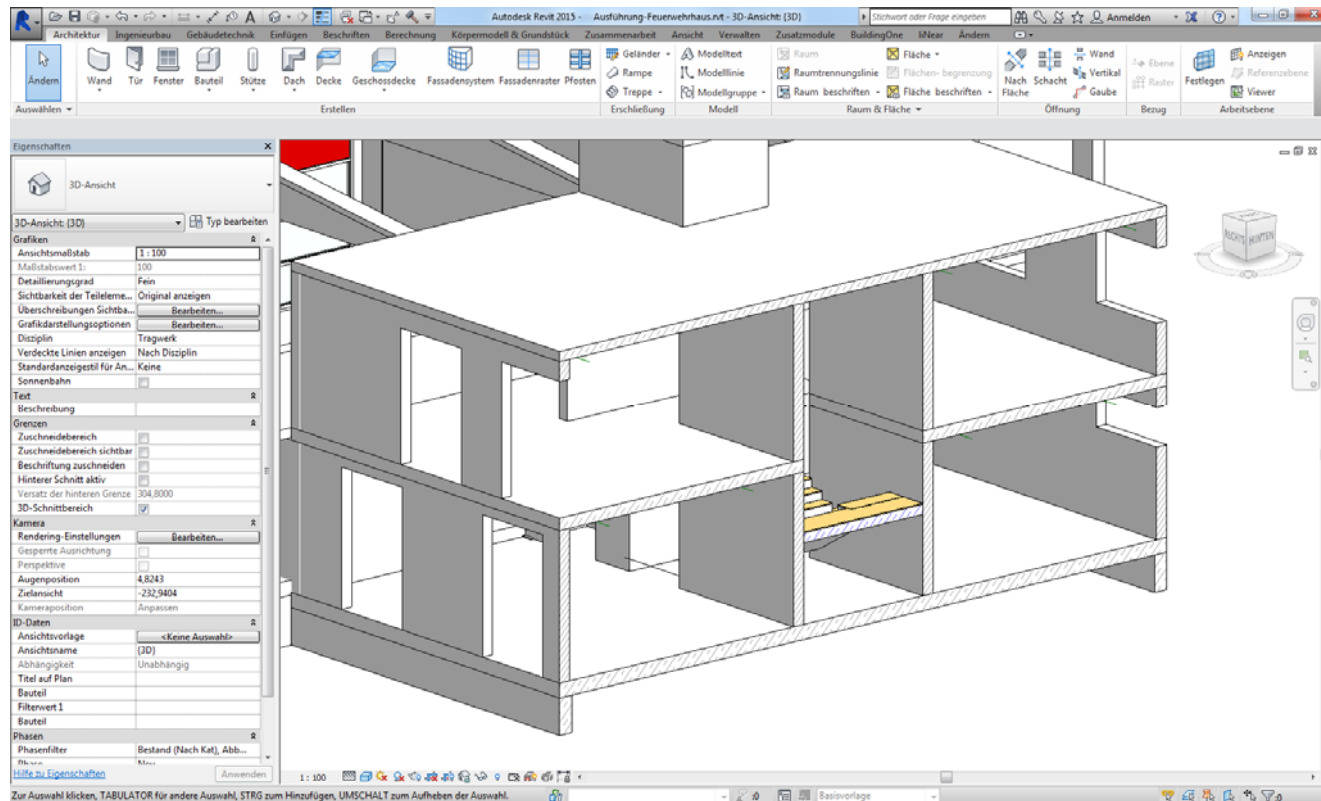 Autodesk Revit 2015 - Ausführung-Feuerwehrhaus.rvt - 3D-Ansicht: {3D}
Stichwort oder Frage eingeben
Anmelden
Architektur Ingenieurbau Gebäudetechnik Einfügen Beschriften Berechnung Körpermodell & Grundstück Zusammenarbeit Ansicht Verwalten Zusatzmodule BuildingOne liNear Ändern
Ändern
Wand Tür Fenster Bauteil Stütze Dach Decke Geschossdecke Fassadensystem Fassadenraster Pfosten
Geländer
Rampe
Treppe
A Modelltext
Modelllinie
Modellgruppe
Raum
Raumtrennungslinie
Raum beschriften
Fläche
Flächen- begrenzung
Fläche beschriften
Nach Fläche
Schacht
Wand
Vertikal
Gaube
Ebene
Raster
Festlegen
Anzeigen
Referenzebene
Viewer
Auswählen Erstellen Erschließung Modell Raum & Fläche Öffnung Bezug Arbeitsebene
Eigenschaften x
3D-Ansicht
3D-Ansicht: {3D} Typ bearbeiten
Grafiken
Ansichtsmaßstab 1 : 100
Maßstabswert 1: 100
Detaillierungsgrad Fein
Sichtbarkeit der Teileleme... Original anzeigen
Überschreibungen Sichtba... Bearbeiten...
Grafikdarstellungsoptionen Bearbeiten...
Disziplin Tragwerk
Verdeckte Linien anzeigen Nach Disziplin
Standardanzeigestil für An... Keine
Sonnenbahn
Text
Beschreibung
Grenzen
Zuschneidebereich
Zuschneidebereich sichtbar
Beschriftung zuschneiden
Hinterer Schnitt aktiv
Versatz der hinteren Grenze 304,8000
3D-Schnittbereich
Kamera
Rendering-Einstellungen Bearbeiten...
Gesperrte Ausrichtung
Perspektive
Augenposition 4,8243
Zielansicht -232,9404
Kameraposition Anpassen
ID-Daten
Ansichtsvorlage <Keine Auswahl>
Ansichtsname {3D}
Abhängigkeit Unabhängig
Titel auf Plan
Bauteil
Filterwert 1
Bauteil
Phasen
Phasenfilter Bestand (Nach Kat), Abb...
Phase Neu
Hilfe zu Eigenschaften Anwenden
RECHTS HINTEN
1 : 100
Zur Auswahl klicken, TABULATOR für andere Auswahl, STRG zum Hinzufügen, UMSCHALT zum Aufheben der Auswahl.
:0
Basisvorlage
:0